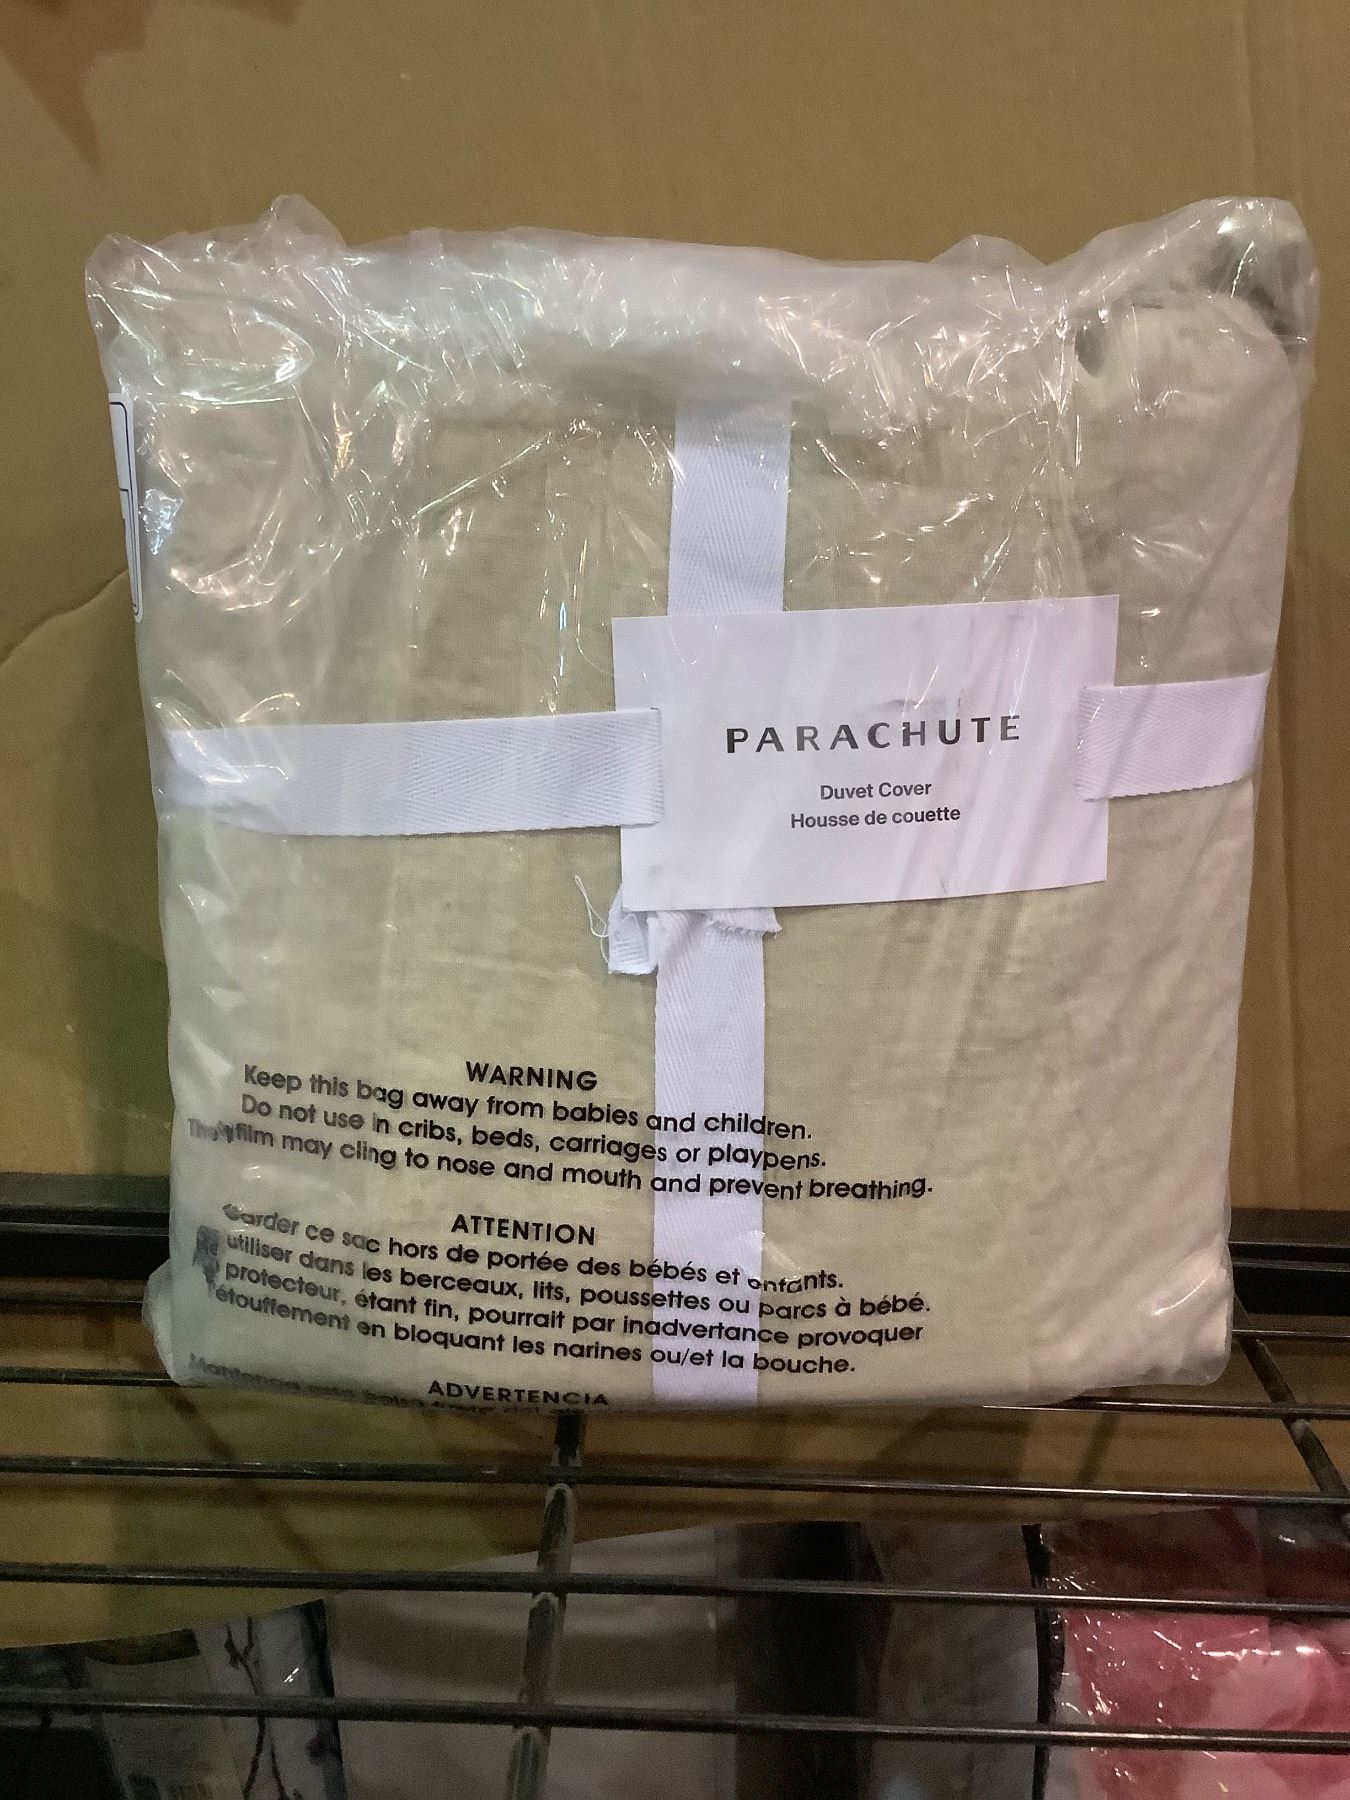 PARACHUTE
Duvet Cover
Housse de couette
WARNING
Keep this bag away from babies and children.
Do not use in cribs, beds, carriages or playpens.
film may cling to nose and mouth and prevent breathing.
ATTENTION
Garder ce sac hors de portée des bébés et enfants.
utiliser dans les berceaux, lits, poussettes ou parcs à bébé.
protecteur, étant fin, pourrait par inadvertance provoquer
l'étouffement en bloquant les narines ou/et la bouche.
ADVERTENCIA